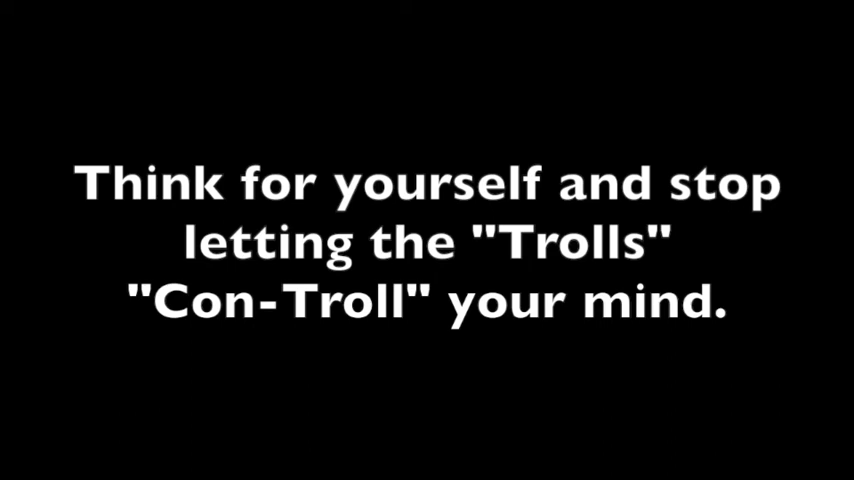 Think for yourself and stop
letting the "Trolls"
"Con-Troll" your mind.